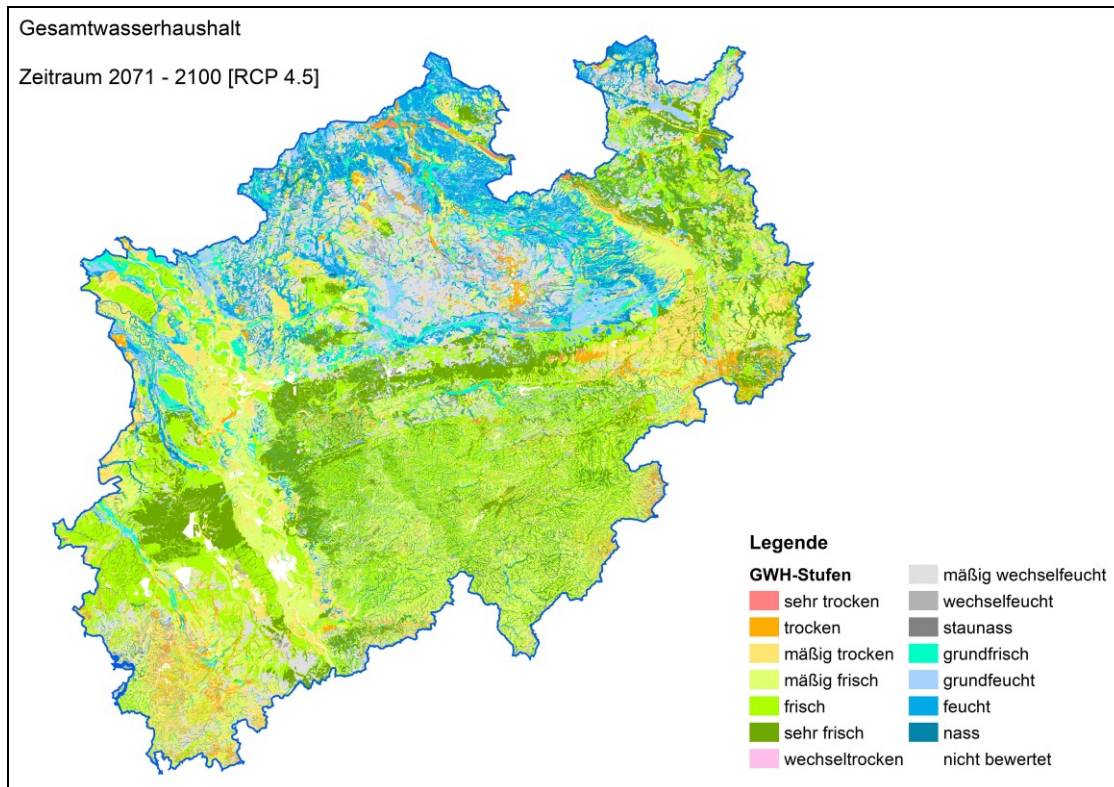 Gesamtwasserhaushalt
Zeitraum 2071 - 2100 [RCP 4.5]
Legende
GWH-Stufen
sehr trocken
trocken
mäßig trocken
mäßig frisch
frisch
sehr frisch
wechseltrocken
mäßig wechselfeucht
wechselfeucht
staunass
grundfrisch
grundfeucht
feucht
nass
nicht bewertet